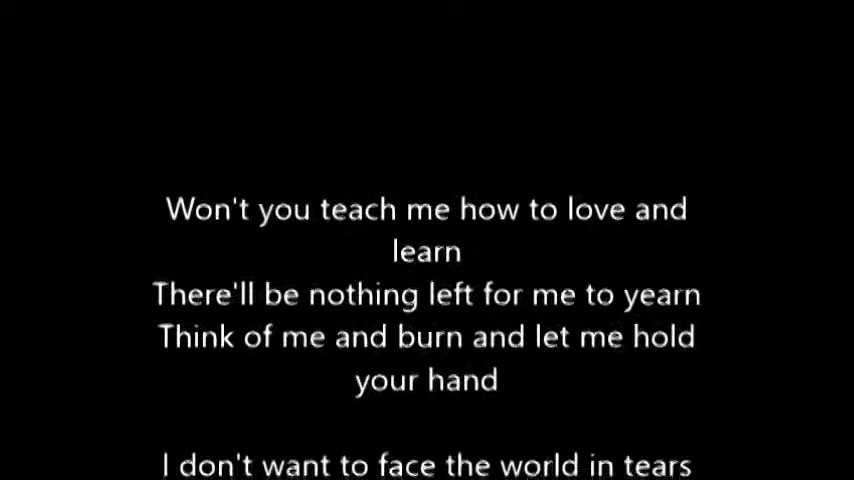 Won't you teach me how to love and
learn
There'll be nothing left for me to yearn
Think of me and burn and let me hold
your hand
I don't want to face the world in tears